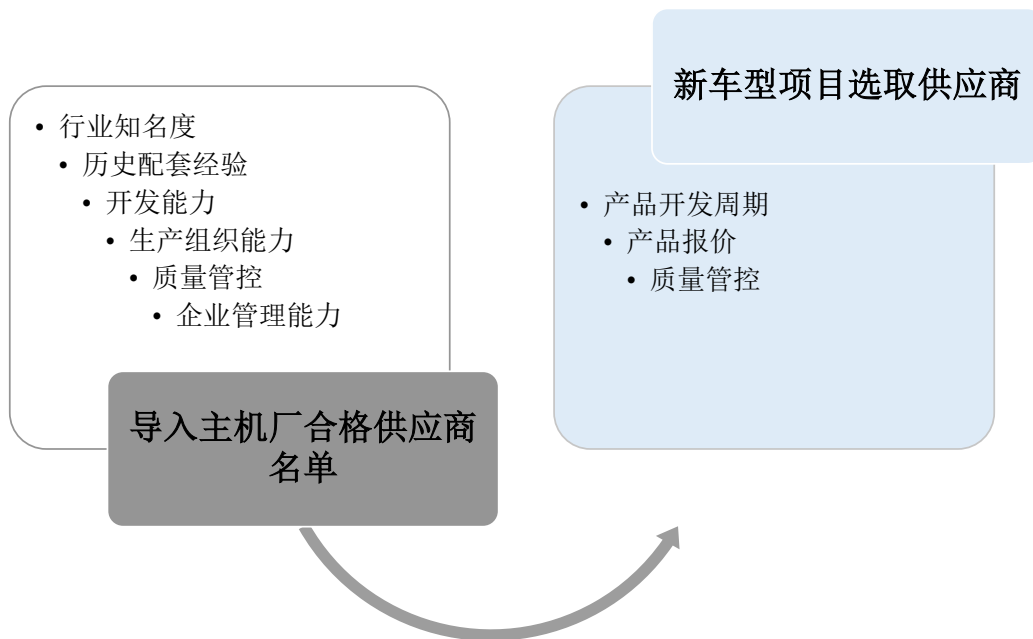 • 行业知名度
• 历史配套经验
• 开发能力
• 生产组织能力
• 质量管控
• 企业管理能力
导入主机厂合格供应商
名单
新车型项目选取供应商
• 产品开发周期
• 产品报价
• 质量管控